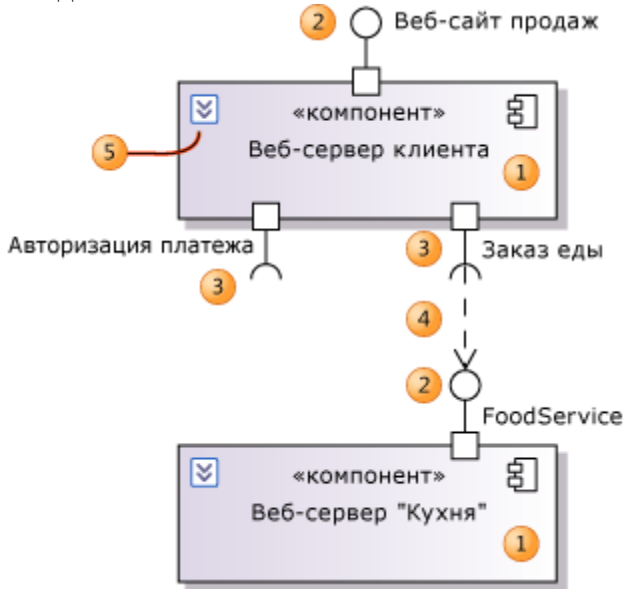 2 Веб-сайт продаж
«компонент»
5 Веб-сервер клиента
1
Авторизация платежа
3 Заказ еды
3
4
2
FoodService
«компонент»
Веб-сервер "Кухня"
1